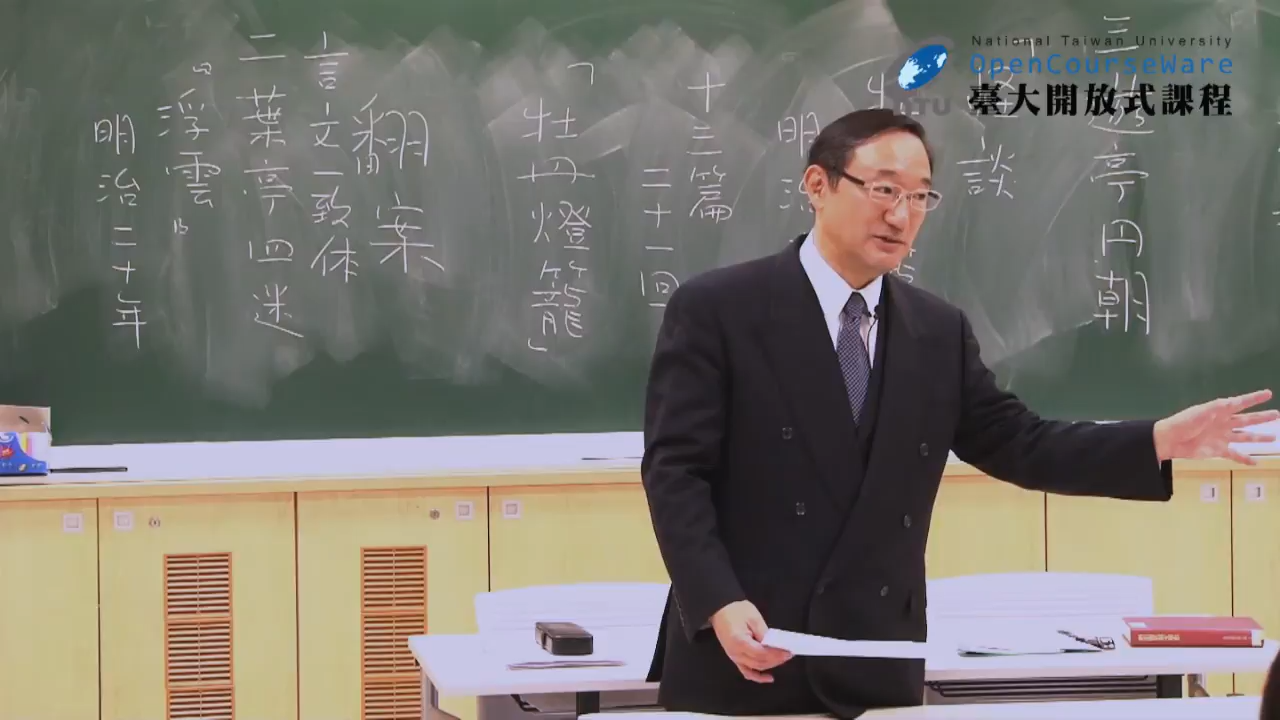 National Taiwan University
OpenCourseWare
臺大開放式課程
三遊亭円朝
談
明治
十三篇
二十一回
「牡丹燈籠」
翻案
言文一致体
二葉亭四迷
“浮雲”
明治二十年